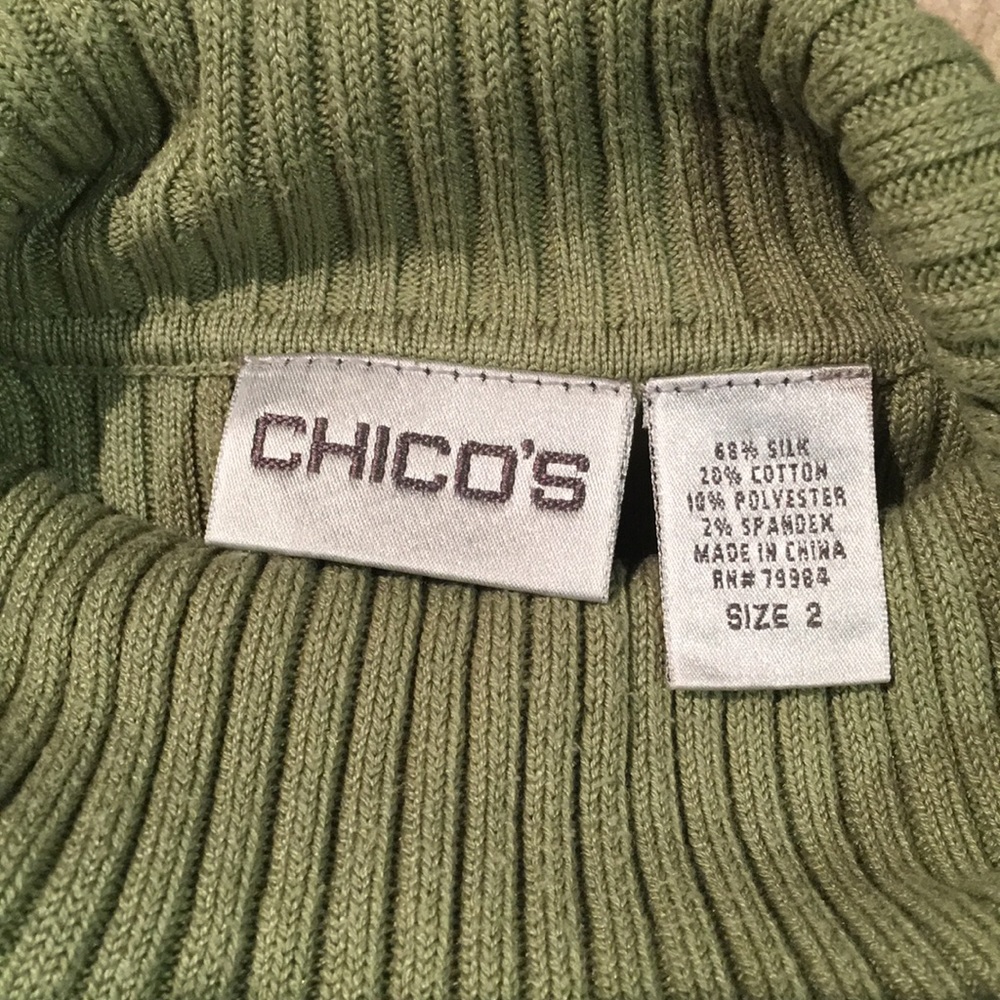 CHICO'S
68% SILK
20% COTTON
10% POLYESTER
2% SPANDEX
MADE IN CHINA
RN# 79984
SIZE 2